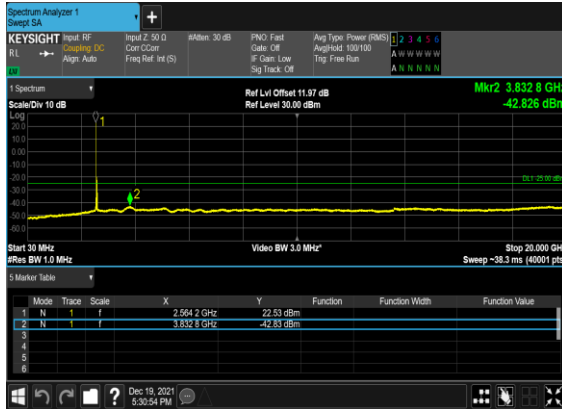 Spectrum Analyzer 1
Swept SA
+
KEYSIGHT Input: RF Input Z: 50 Ω #Atten: 30 dB PNO: Fast Avg Type: Power (RMS) 1 2 3 4 5 6
RL Coupling: DC Corr CCorr Gate: Off Avg|Hold: 100/100 A W W W W W
Align: Auto Freq Ref: Int (S) IF Gain: Low Trig: Free Run
LU Sig Track: Off A N N N N N
1 Spectrum Ref Lvl Offset 11.97 dB Mkr2 3.832 8 GHz
Scale/Div 10 dB Ref Level 30.00 dBm -42.826 dBm
Log
20.0
10.0
0.00
-10.0
-20.0
DL1 -25.00 dBm
-30.0
-40.0
-50.0
-60.0
1
2
Start 30 MHz Video BW 3.0 MHz* Stop 20.000 GHz
#Res BW 1.0 MHz Sweep ~38.3 ms (40001 pts)
5 Marker Table
Mode Trace Scale X Y Function Function Width Function Value
1 N 1 f 2.564 2 GHz 22.53 dBm
2 N 1 f 3.832 8 GHz -42.83 dBm
3
4
5
6
? Dec 19, 2021
5:30:54 PM